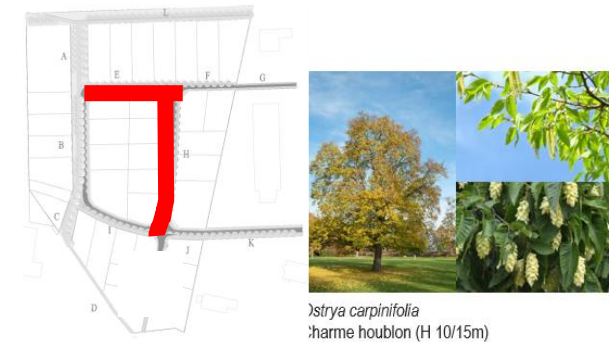 L
A
E
F
G
B
H
C
I
J
K
D
Ostrya carpinifolia
Charme houblon (H 10/15m)